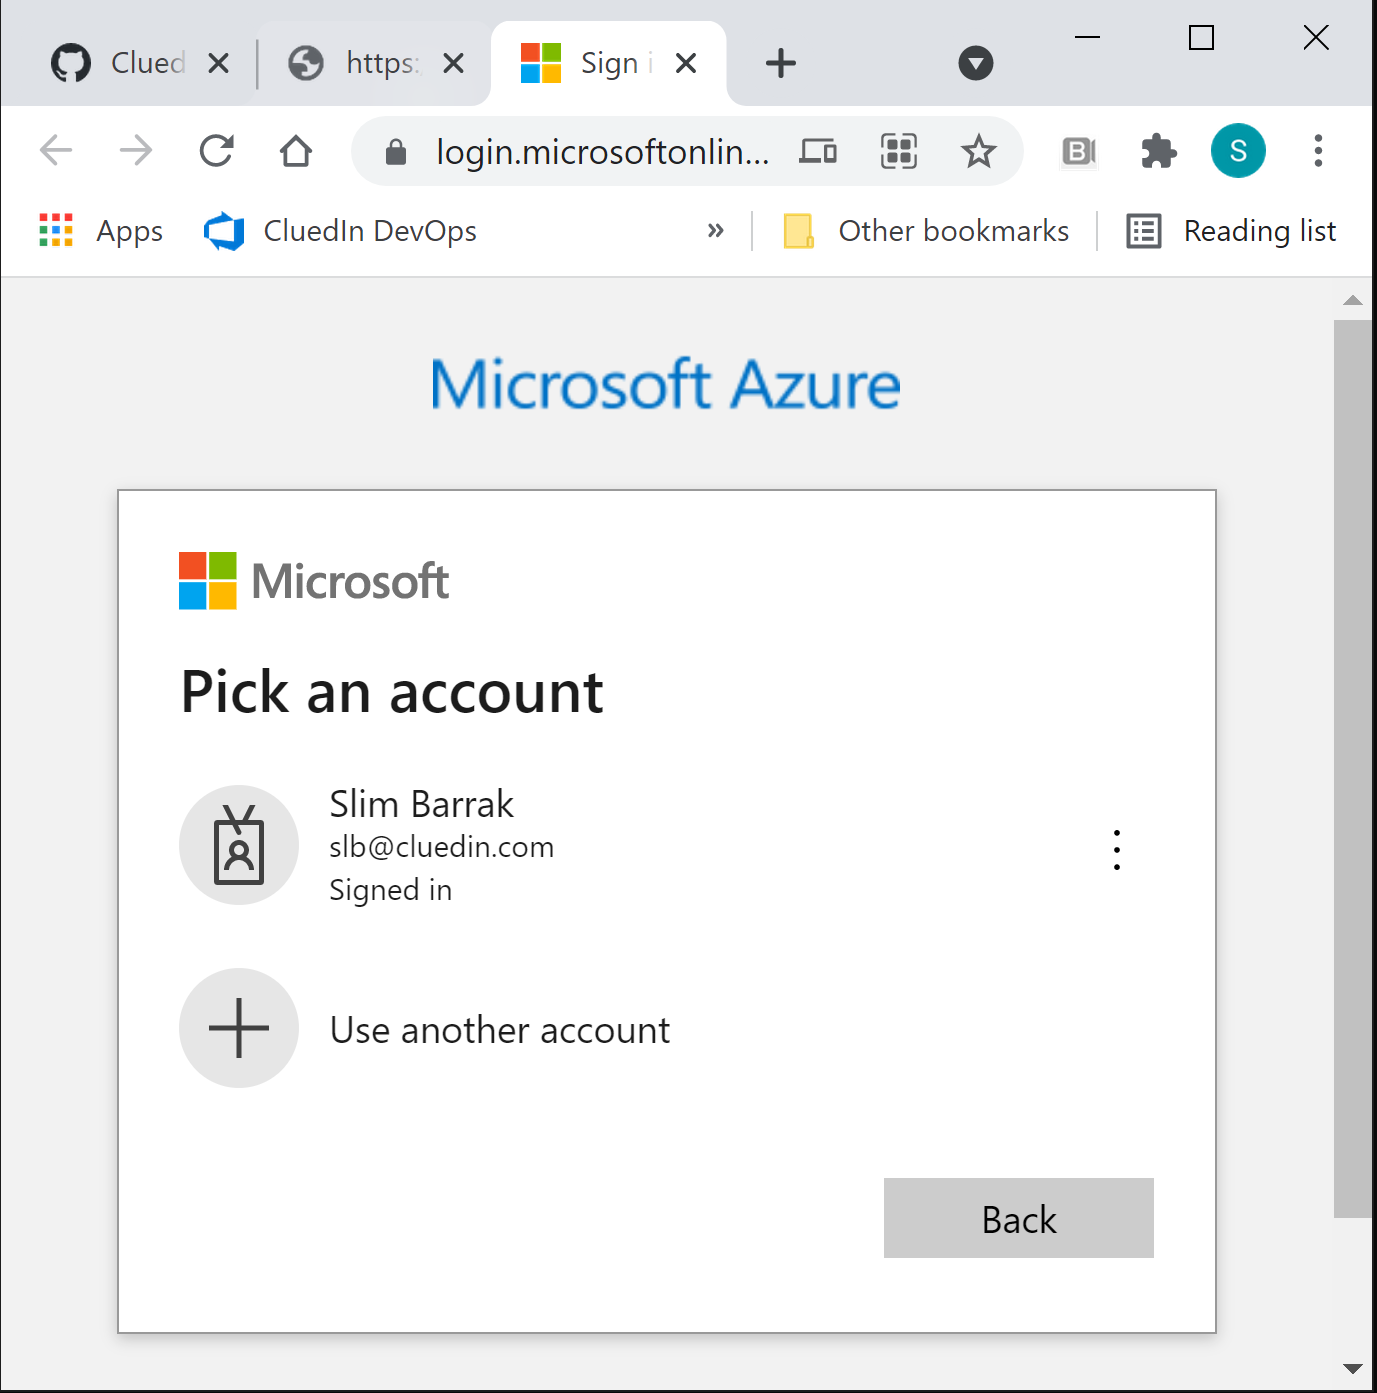 Clued
https:
Sign i
login.microsoftonlin...
B
S
Apps
CluedIn DevOps
»
Other bookmarks
Reading list
Microsoft Azure
Microsoft
Pick an account
Slim Barrak
slb@cluedin.com
Signed in
Use another account
Back